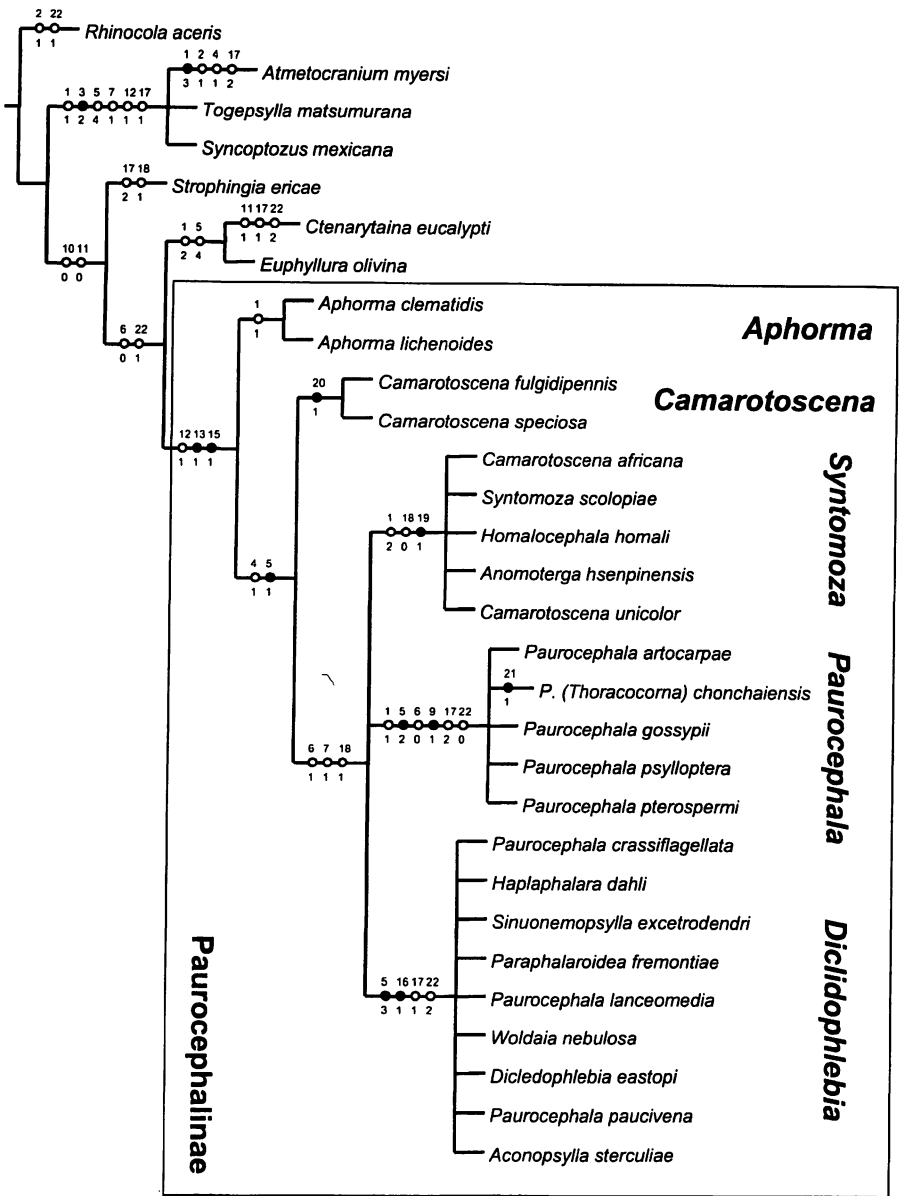 2 22
1 1
Rhinocola aceris
1 2 4 17
3 1 1 2
Atmetocranium myersi
1 3 5 7 12 17
1 2 4 1 1 1
Togepsylla matsumurana
Syncoptozus mexicana
17 18
2 1
Strophingia ericae
11 17 22
1 1 2
Ctenarytaina eucalypti
1 5
2 4
Euphyllura olivina
10 11
0 0
6 22
0 1
1
1
Aphorma clematidis
Aphorma lichenoides
Aphorma
20
1
Camarotoscena fulgidipennis
Camarotoscena speciosa
Camarotoscena
12 13 15
1 1 1
Camarotoscena africana
Syntomoza scolopiae
1 18 19
2 0 1
Homalocephala homali
Anomoterga hsenpinensis
Camarotoscena unicolor
Syntomoza
4 5
1 1
Paurocephala artocarpae
21
1
P. (Thoracocorna) chonchaiensis
1 5 6 9 17 22
1 2 0 1 2 0
Paurocephala gossypii
Paurocephala psylloptera
Paurocephala pterospermi
Paurocephala
6 7 18
1 1 1
Paurocephala crassiflagellata
Haplaphalara dahli
Sinuonemopsylla excetrodendri
Paraphalaroidea fremontiae
5 16 17 22
3 1 1 2
Paurocephala lanceomedia
Woldaia nebulosa
Dicledophlebia eastopi
Paurocephala paucivena
Aconopsylla sterculiae
Diclidophlebia
Paurocephalinae